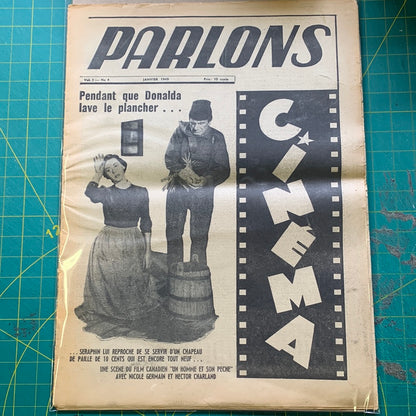 PARLONS
Vol. 2 — No 4 JANVIER 1949 Prix: 10 cents
Pendant que Donalda
lave le plancher . . .
CINÉMA
...SERAPHIN LUI REPROCHE DE SE SERVIR D'UN CHAPEAU
DE PAILLE DE 10 CENTS QUI EST ENCORE TOUT NEUF . . .
UNE SCENE DU FILM CANADIEN "UN HOMME ET SON PECHE"
AVEC NICOLE GERMAIN ET HECTOR CHARLAND